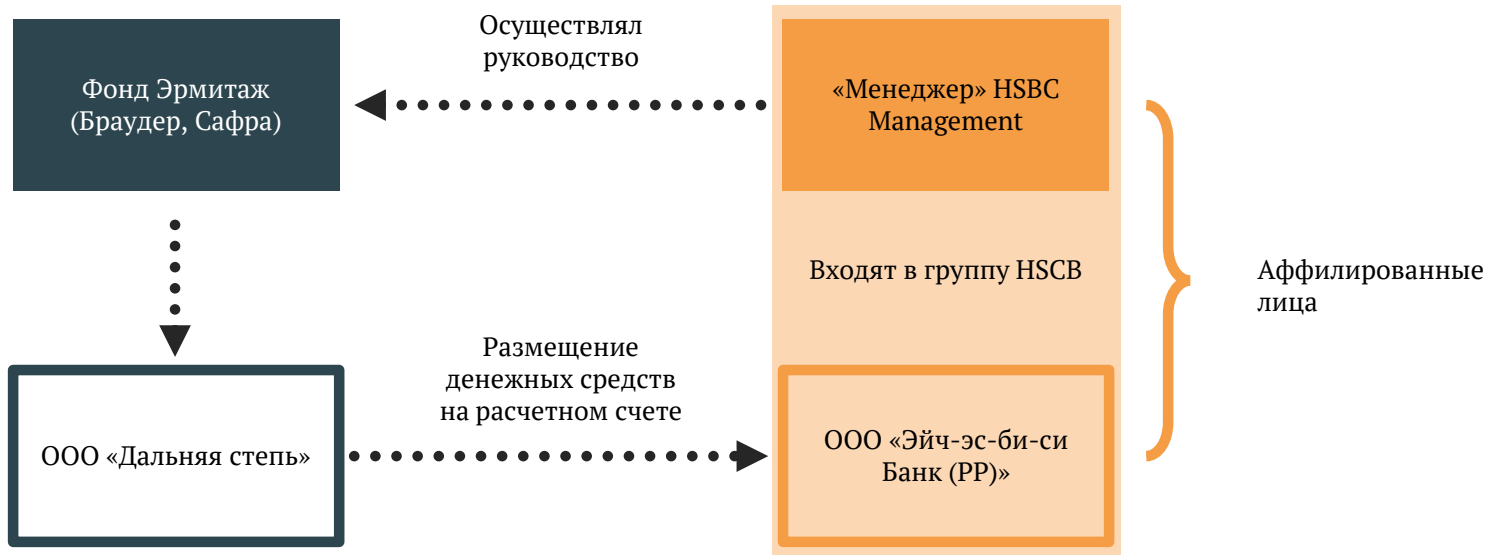 Осуществлял
руководство
Фонд Эрмитаж
(Браудер, Сафра)
«Менеджер» HSBC
Management
Входят в группу HSCB
Аффилированные
лица
Размещение
денежных средств
на расчетном счете
ООО «Дальняя степь»
ООО «Эйч-эс-би-си
Банк (РР)»